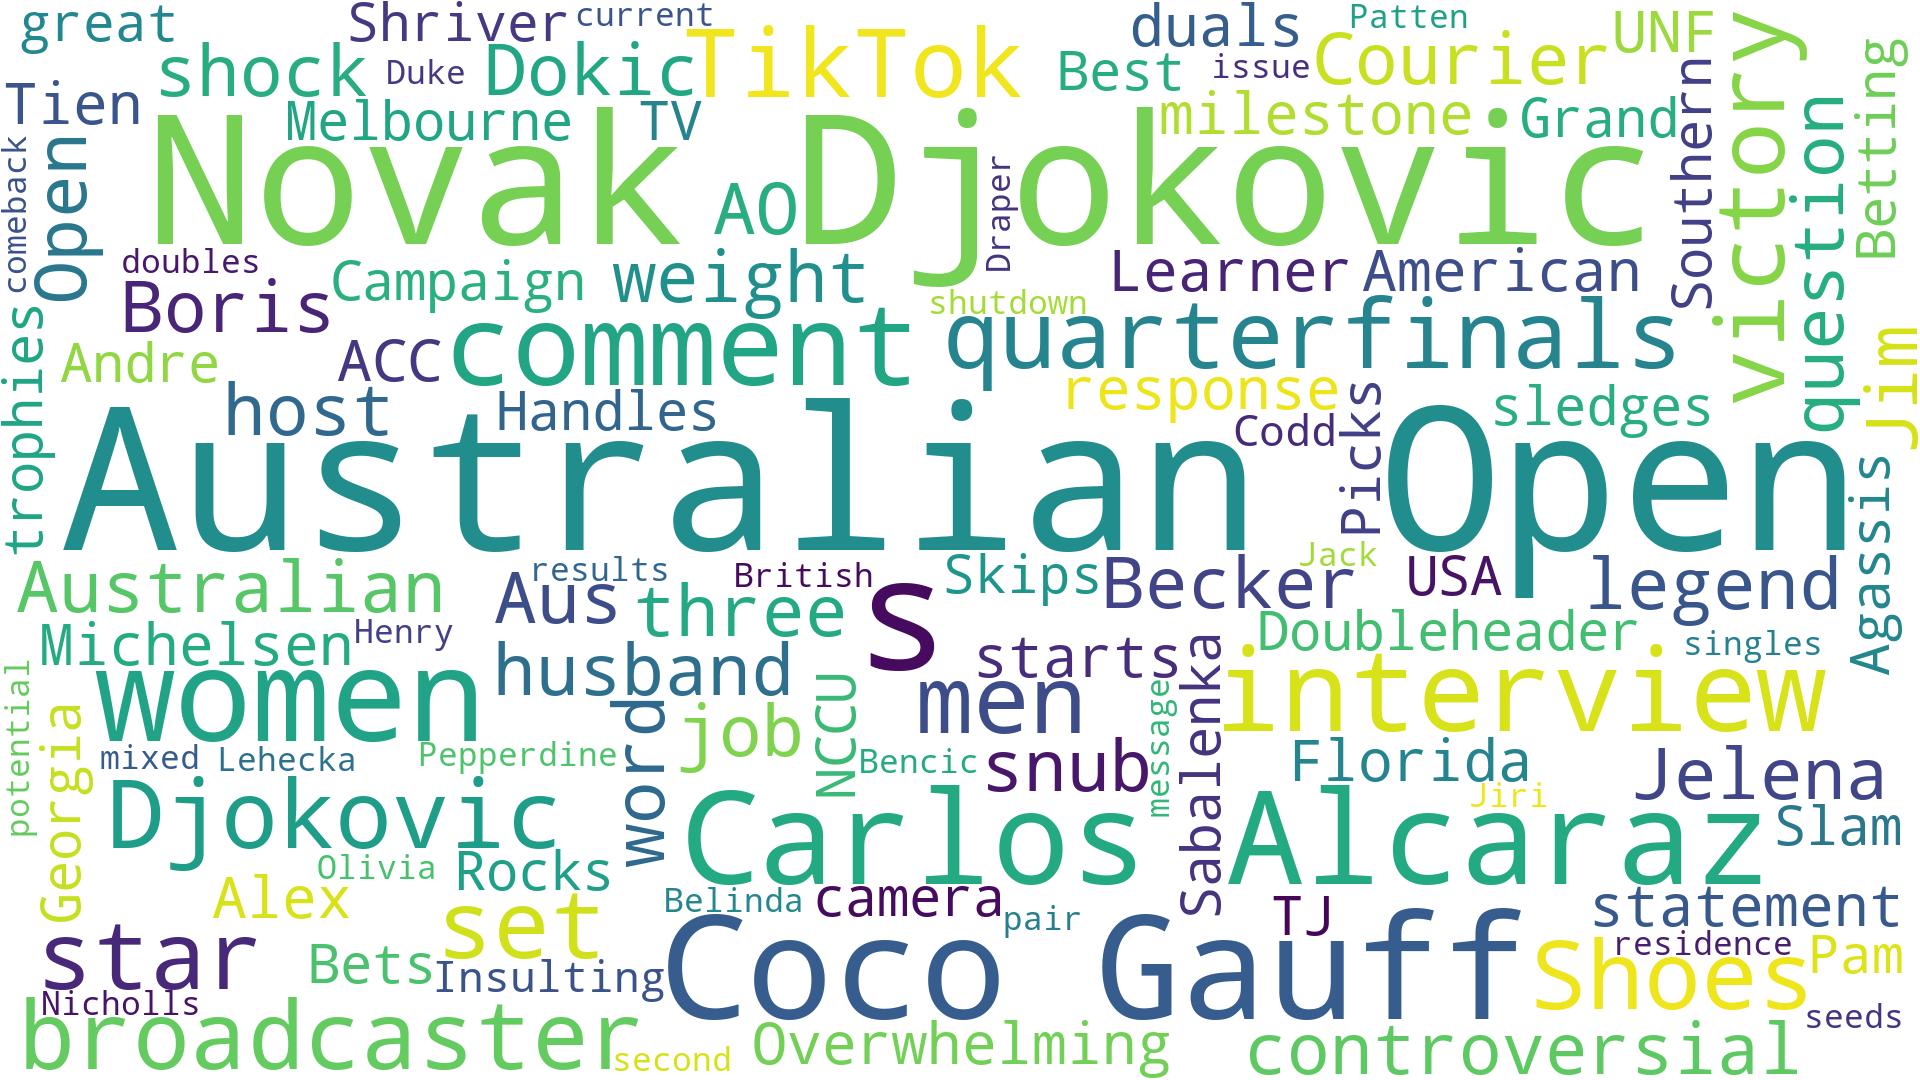 great
Shriver
current
duals
Patten
UNF
victory
Tien
shock
Duke
Dokic
TikTok
Best
issue
Courier
Southern
question
Betting
Melbourne
TV
milestone
Grand
comeback
Open
Novak Djokovic
AO
Draper
doubles
Boris
Campaign
weight
Learner
American
shutdown
trophies
Andre
ACC
comment
quarterfinals
response
Jim
host
Handles
Codd
Picks
sledges
Australian Open
Agassis
Australian
results
British
s
Skips
Becker
Jack
USA
legend
Aus
three
Michelsen
Henry
women
husband
starts
Doubleheader
singles
potential
Georgia
word
job
NCCU
men
message
Sabalenka
interview
mixed
Lehecka
Pepperdine
Bencic
snub
Florida
Jelena
Djokovic
Carlos Alcaraz
Jiri
Slam
Olivia
Rocks
Alex
set
Belinda
camera
pair
TJ
statement
star
Bets
Insulting
Coco Gauff
Shoes
residence
Pam
Nicholls
broadcaster
second
Overwhelming
controversial
seeds